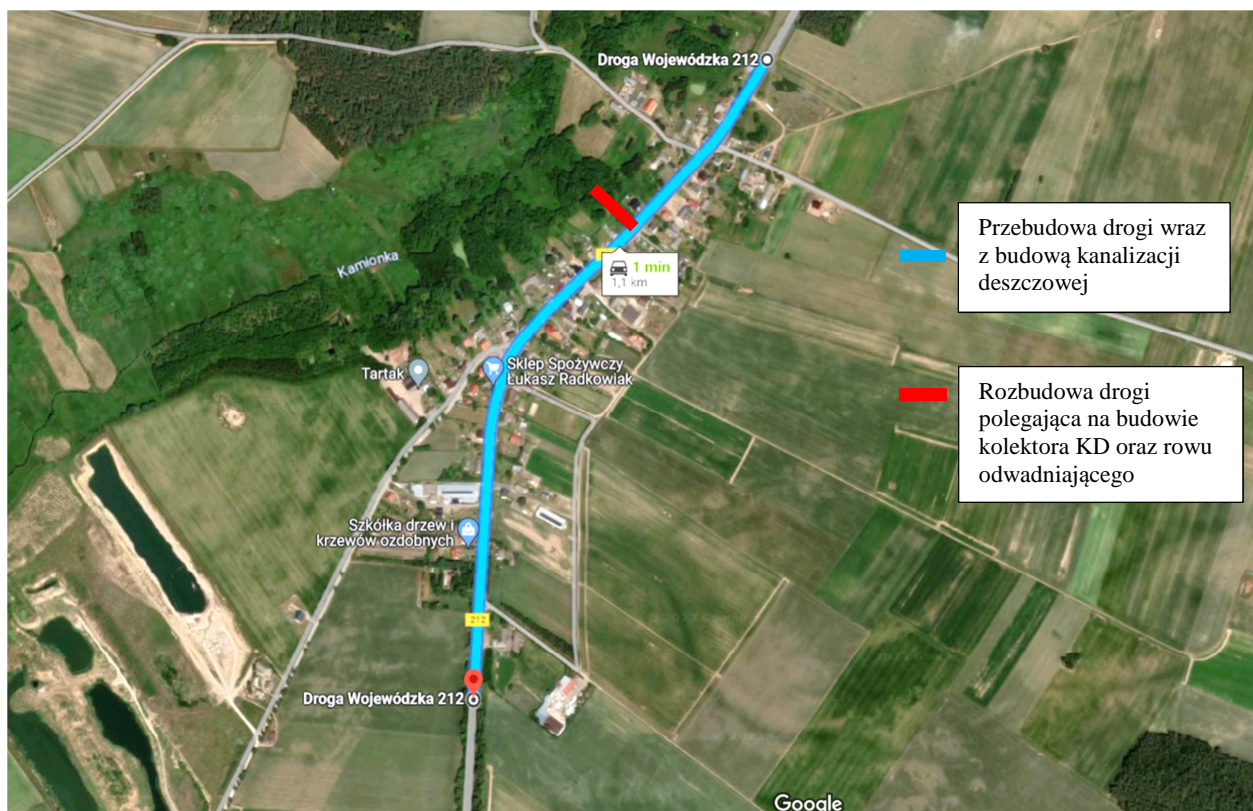 Droga Wojewódzka 212
Kamionka
1 min
1,1 km
Tartak
Sklep Spożywczy
Łukasz Radkowiak
Szkółka drzew i
krzewów ozdobnych
212
Droga Wojewódzka 212
Google
Przebudowa drogi wraz
z budową kanalizacji
deszczowej
Rozbudowa drogi
polegająca na budowie
kolektora KD oraz rowu
odwadniającego